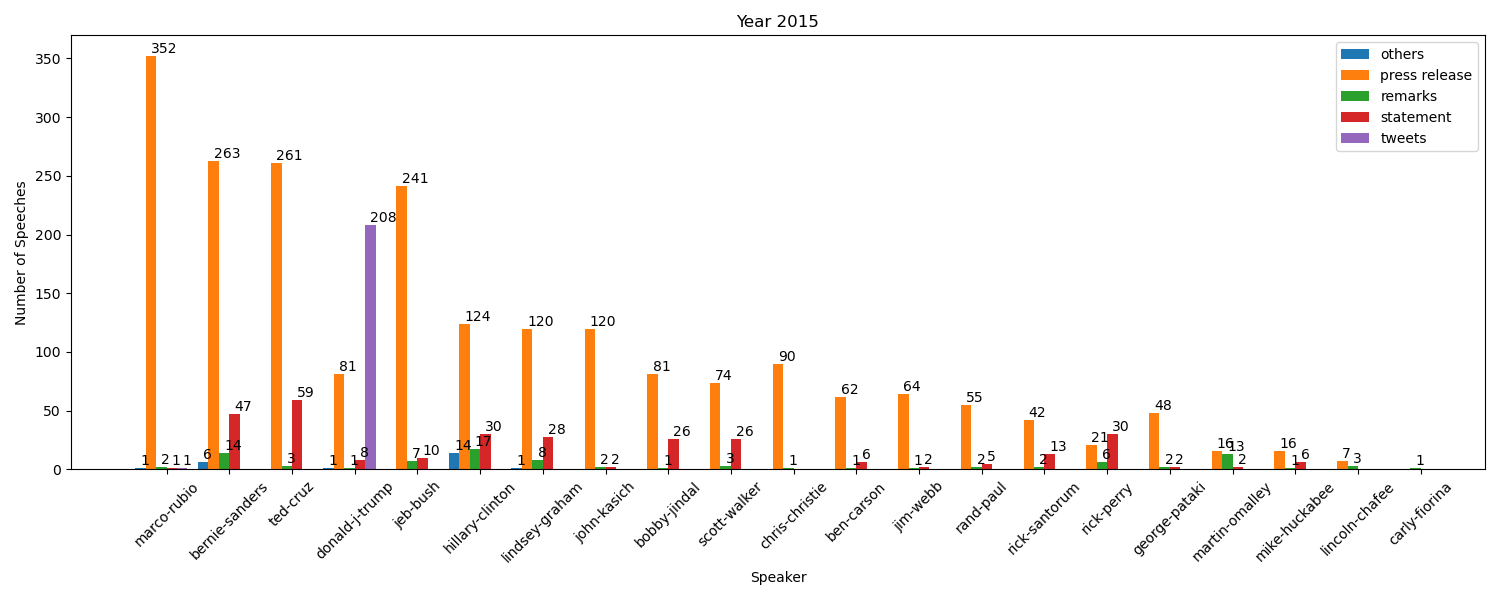 Year 2015
Number of Speeches
350
300
250
200
150
100
50
0
others
press release
remarks
statement
tweets
1 352 2 1 1
6 263 14 47
261 3 59
1 81 1 8 208
241 7 10
14 124 17 30
1 120 8 28
120 2 2
81 1 26
74 3 26
90 1
62 1 6
64 1 2
55 2 5
42 2 13
21 6 30
48 2 2
16 13 2
16 1 6
7 3
1
marco-rubio
bernie-sanders
ted-cruz
donald-j-trump
jeb-bush
hillary-clinton
lindsey-graham
john-kasich
bobby-jindal
scott-walker
chris-christie
ben-carson
jim-webb
rand-paul
rick-santorum
rick-perry
george-pataki
martin-omalley
mike-huckabee
lincoln-chafee
carly-fiorina
Speaker